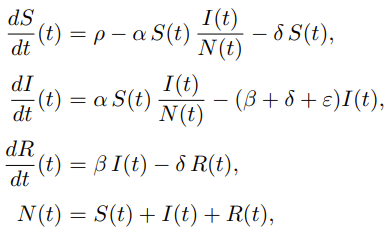 dS/dt (t) = ρ − α S(t) I(t)/N(t) − δ S(t),
dI/dt (t) = α S(t) I(t)/N(t) − (β + δ + ε)I(t),
dR/dt (t) = β I(t) − δ R(t),
N(t) = S(t) + I(t) + R(t),